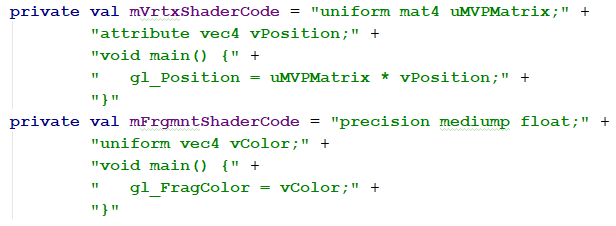 private val mVrtxShaderCode = "uniform mat4 uMVPMatrix;" +
"attribute vec4 vPosition;" +
"void main() {" +
"   gl_Position = uMVPMatrix * vPosition;" +
"}"
private val mFrgmntShaderCode = "precision mediump float;" +
"uniform vec4 vColor;" +
"void main() {" +
"   gl_FragColor = vColor;" +
"}"